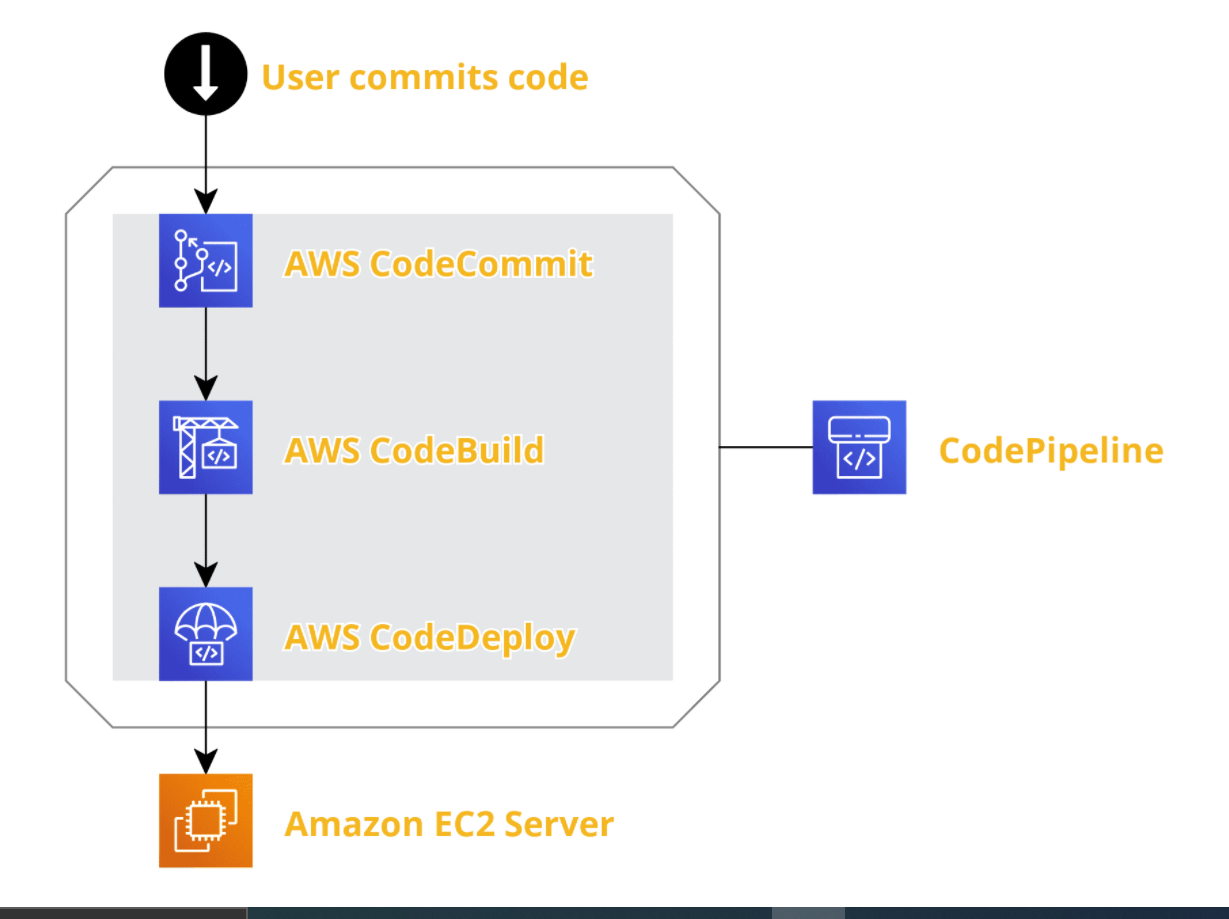 User commits code
AWS CodeCommit
AWS CodeBuild
CodePipeline
AWS CodeDeploy
Amazon EC2 Server